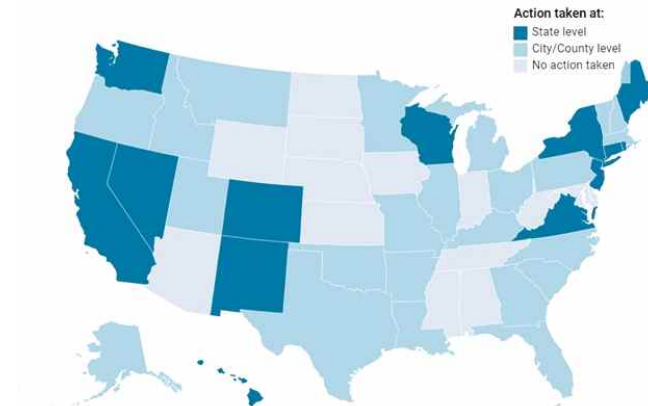 Action taken at:
State level
City/County level
No action taken